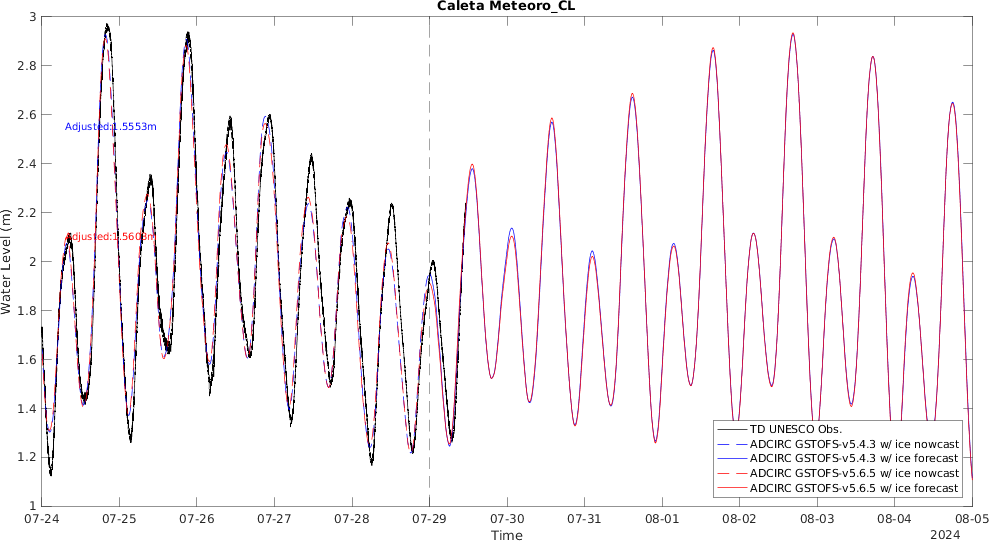 Caleta Meteoro_CL
3
2.8
2.6
2.4
2.2
2
1.8
1.6
1.4
1.2
1
Water Level (m)
Adjusted:1.5553m
Adjusted:1.5603m
TD UNESCO Obs.
ADCIRC GSTOFS-v5.4.3 w/ ice nowcast
ADCIRC GSTOFS-v5.4.3 w/ ice forecast
ADCIRC GSTOFS-v5.6.5 w/ ice nowcast
ADCIRC GSTOFS-v5.6.5 w/ ice forecast
07-24 07-25 07-26 07-27 07-28 07-29 07-30 07-31 08-01 08-02 08-03 08-04 08-05
Time
2024